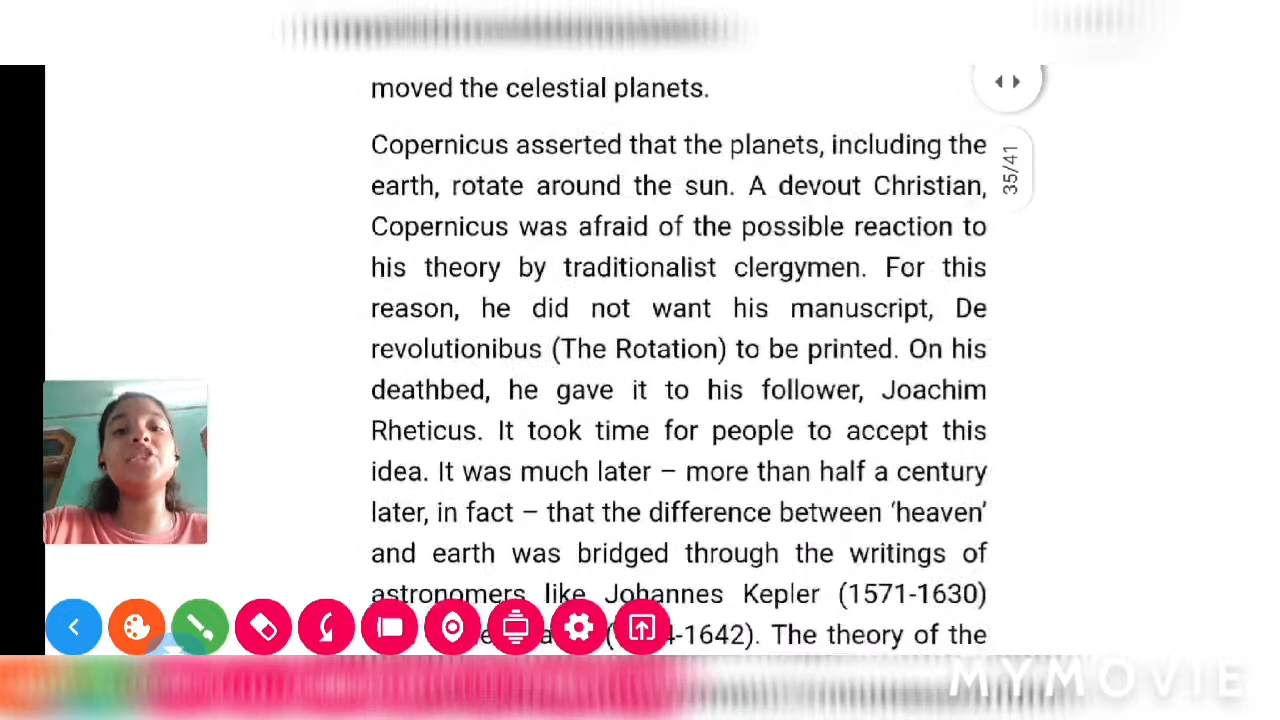 moved the celestial planets.
Copernicus asserted that the planets, including the
earth, rotate around the sun. A devout Christian,
Copernicus was afraid of the possible reaction to
his theory by traditionalist clergymen. For this
reason, he did not want his manuscript, De
revolutionibus (The Rotation) to be printed. On his
deathbed, he gave it to his follower, Joachim
Rheticus. It took time for people to accept this
idea. It was much later – more than half a century
later, in fact – that the difference between ‘heaven’
and earth was bridged through the writings of
astronomers like Johannes Kepler (1571-1630)
4-1642). The theory of the
35/41
MYMOVIE